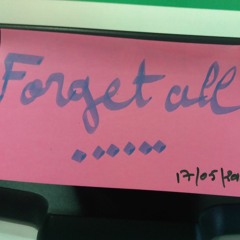 Forget all
......
17/05/